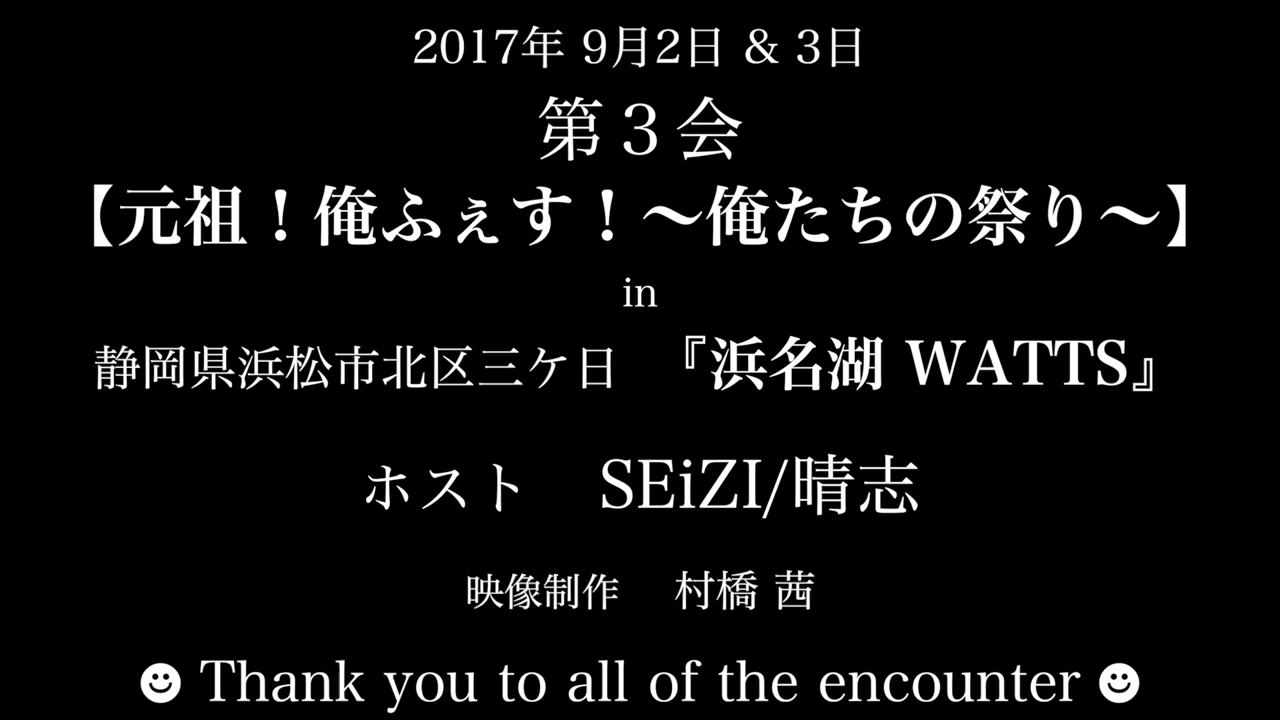 2017年 9月2日 & 3日
第３会
【元祖！俺ふぇす！〜俺たちの祭り〜】
in
静岡県浜松市北区三ケ日　『浜名湖 WATTS』
ホスト　SEiZI/晴志
映像制作　村橋 茜
☻ Thank you to all of the encounter ☻